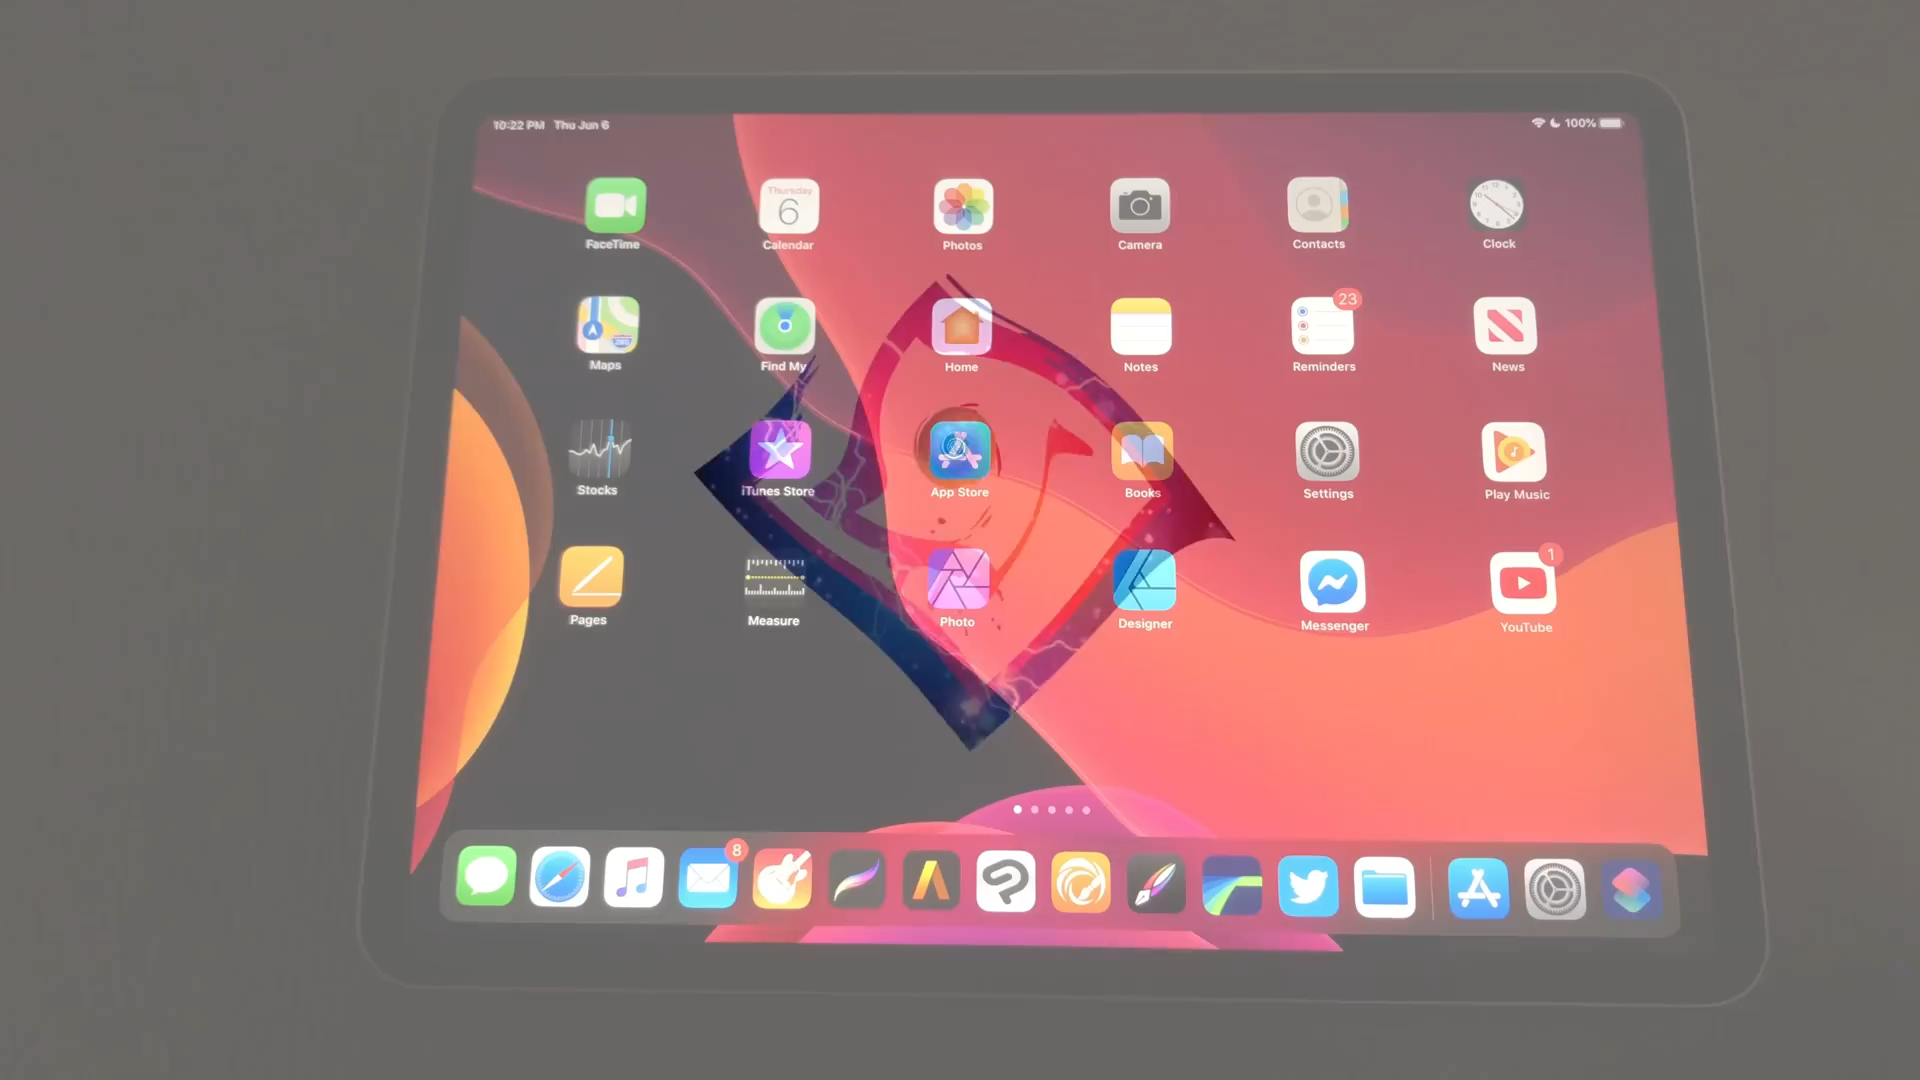 10:22 PM Thu Jun 6
100%
Thursday
6
FaceTime
Calendar
Photos
Camera
Contacts
Clock
23
Maps
Find My
Home
Notes
Reminders
News
Stocks
iTunes Store
App Store
Books
Settings
Play Music
1
Pages
Measure
Photo
Designer
Messenger
YouTube
8